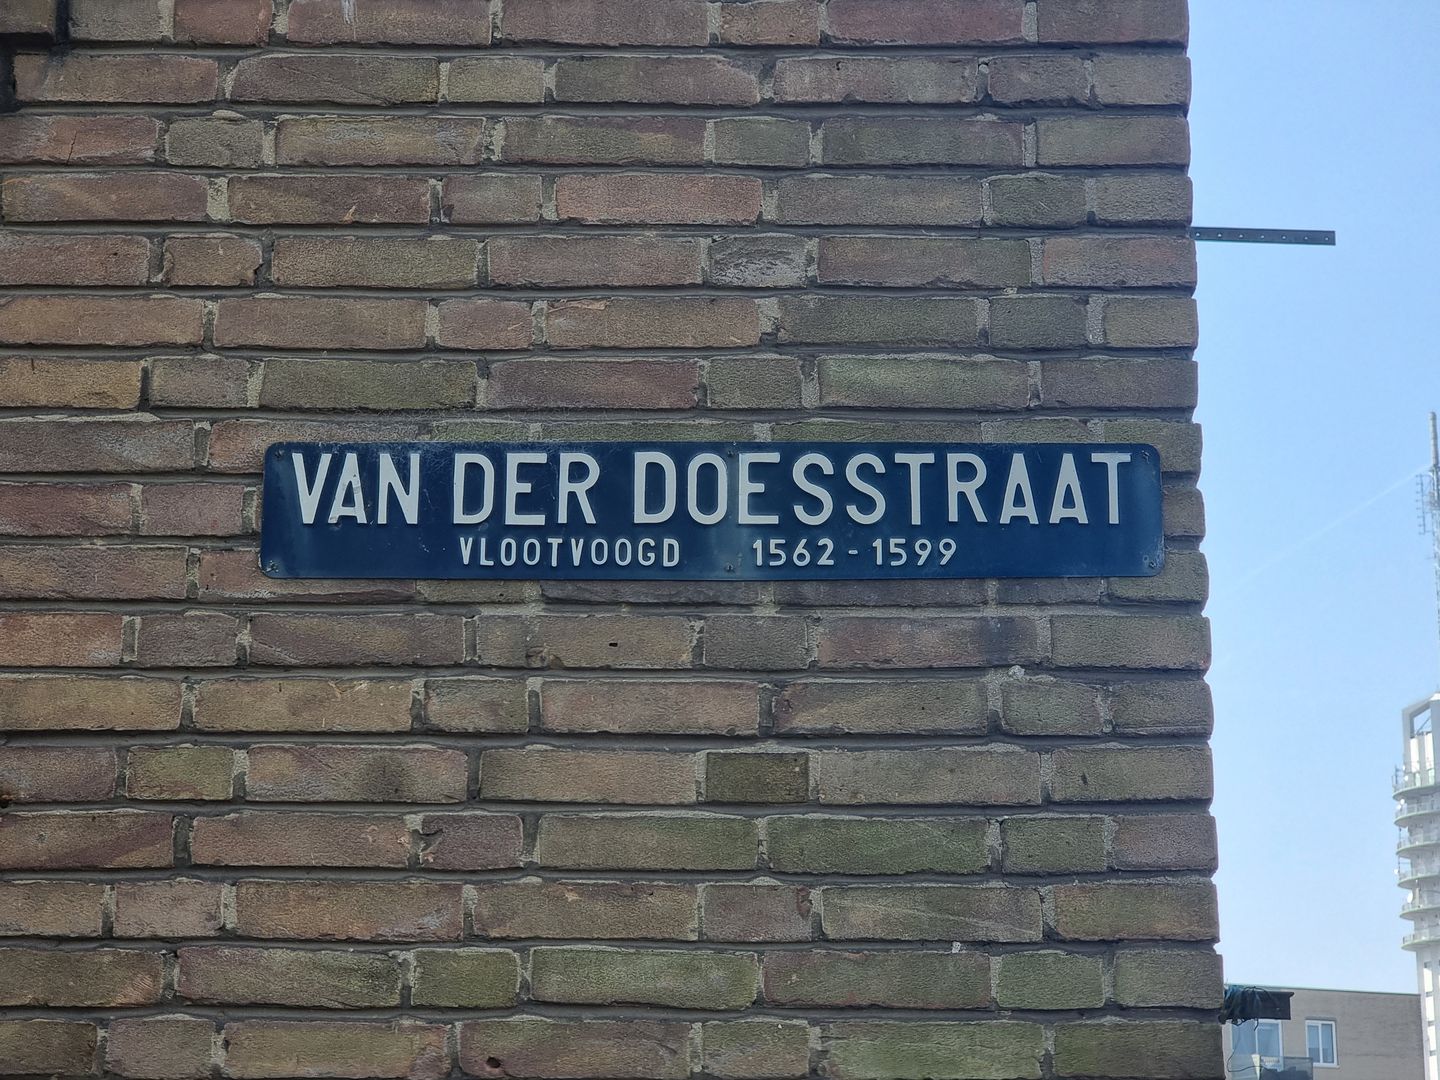 VAN DER DOESSTRAAT
VLOOTVOOGD 1562 - 1599